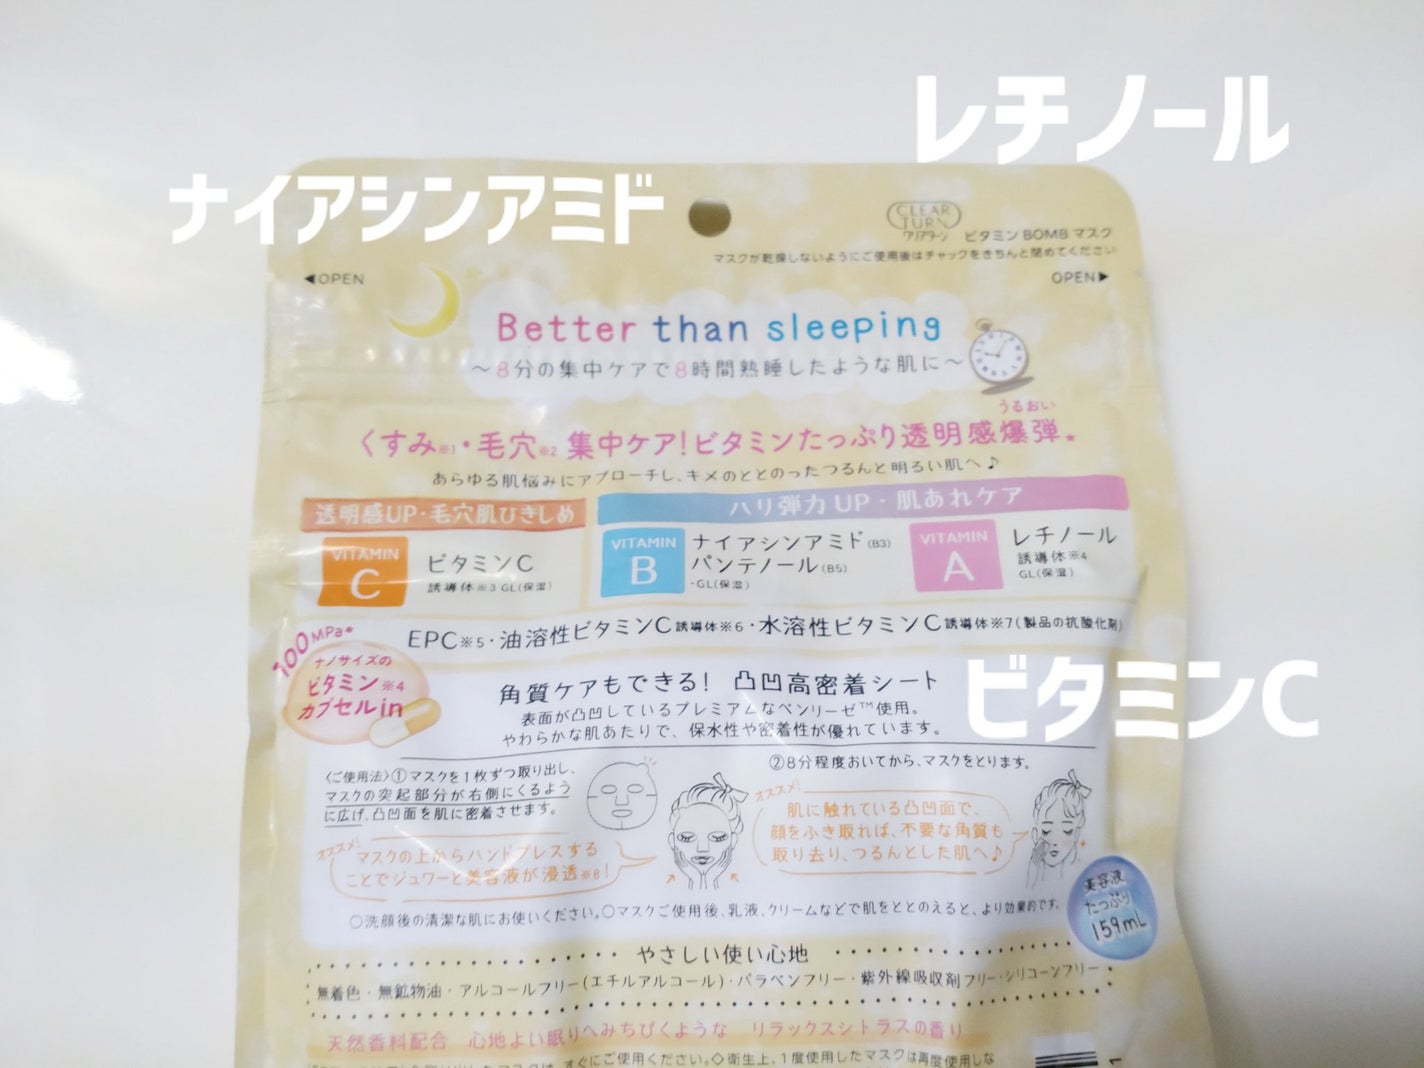 レチノール
ナイアシンアミド
CLEAR
TURN
クリアターン
ビタミン BOMB マスク
マスクが乾燥しないようにご使用後はチャックをきちんと閉めてください
◀OPEN
OPEN▶
Better than sleeping
～8分の集中ケアで8時間熟睡したような肌に～
うるおい
くすみ※1・毛穴※2 集中ケア!ビタミンたっぷり透明感爆弾★
あらゆる肌悩みにアプローチし、キメのととのったつるんと明るい肌へ♪
透明感UP・毛穴肌ひきしめ
ハリ弾力UP・肌あれケア
VITAMIN
C
ビタミンC
誘導体※3 GL(保湿)
VITAMIN
B
ナイアシンアミド(B3)
パンテノール(B5)
・GL(保湿)
VITAMIN
A
レチノール
誘導体※4
GL(保湿)
EPC※5・油溶性ビタミンC誘導体※6・水溶性ビタミンC誘導体※7(製品の抗酸化剤)
100MPa*
ナノサイズの
ビタミン※4
カプセルin
角質ケアもできる! 凸凹高密着シート
表面が凸凹しているプレミアムなベンリーゼ™使用。
やわらかな肌あたりで、保水性や密着性が優れています。
ビタミンC
〈ご使用法〉①マスクを1枚ずつ取り出し、
マスクの突起部分が右側にくるよう
に広げ、凸凹面を肌に密着させます。
オススメ!
マスクの上からハンドプレスする
ことでジュワーと美容液が浸透※8!
②8分程度おいてから、マスクをとります。
オススメ!
肌に触れている凸凹面で、
顔をふき取れば、不要な角質も
取り去り、つるんとした肌へ♪
〇洗顔後の清潔な肌にお使いください。〇マスクご使用後、乳液、クリームなどで肌をととのえると、より効果的です。
美容液
たっぷり
159mL
やさしい使い心地
無着色・無鉱物油・アルコールフリー(エチルアルコール)・パラベンフリー・紫外線吸収剤フリー・シリコーンフリー
天然香料配合 心地よい眠りへみちびくような リラックスシトラスの香り
すぐにご使用ください。◇衛生上、1度使用したマスクは再度使用しな